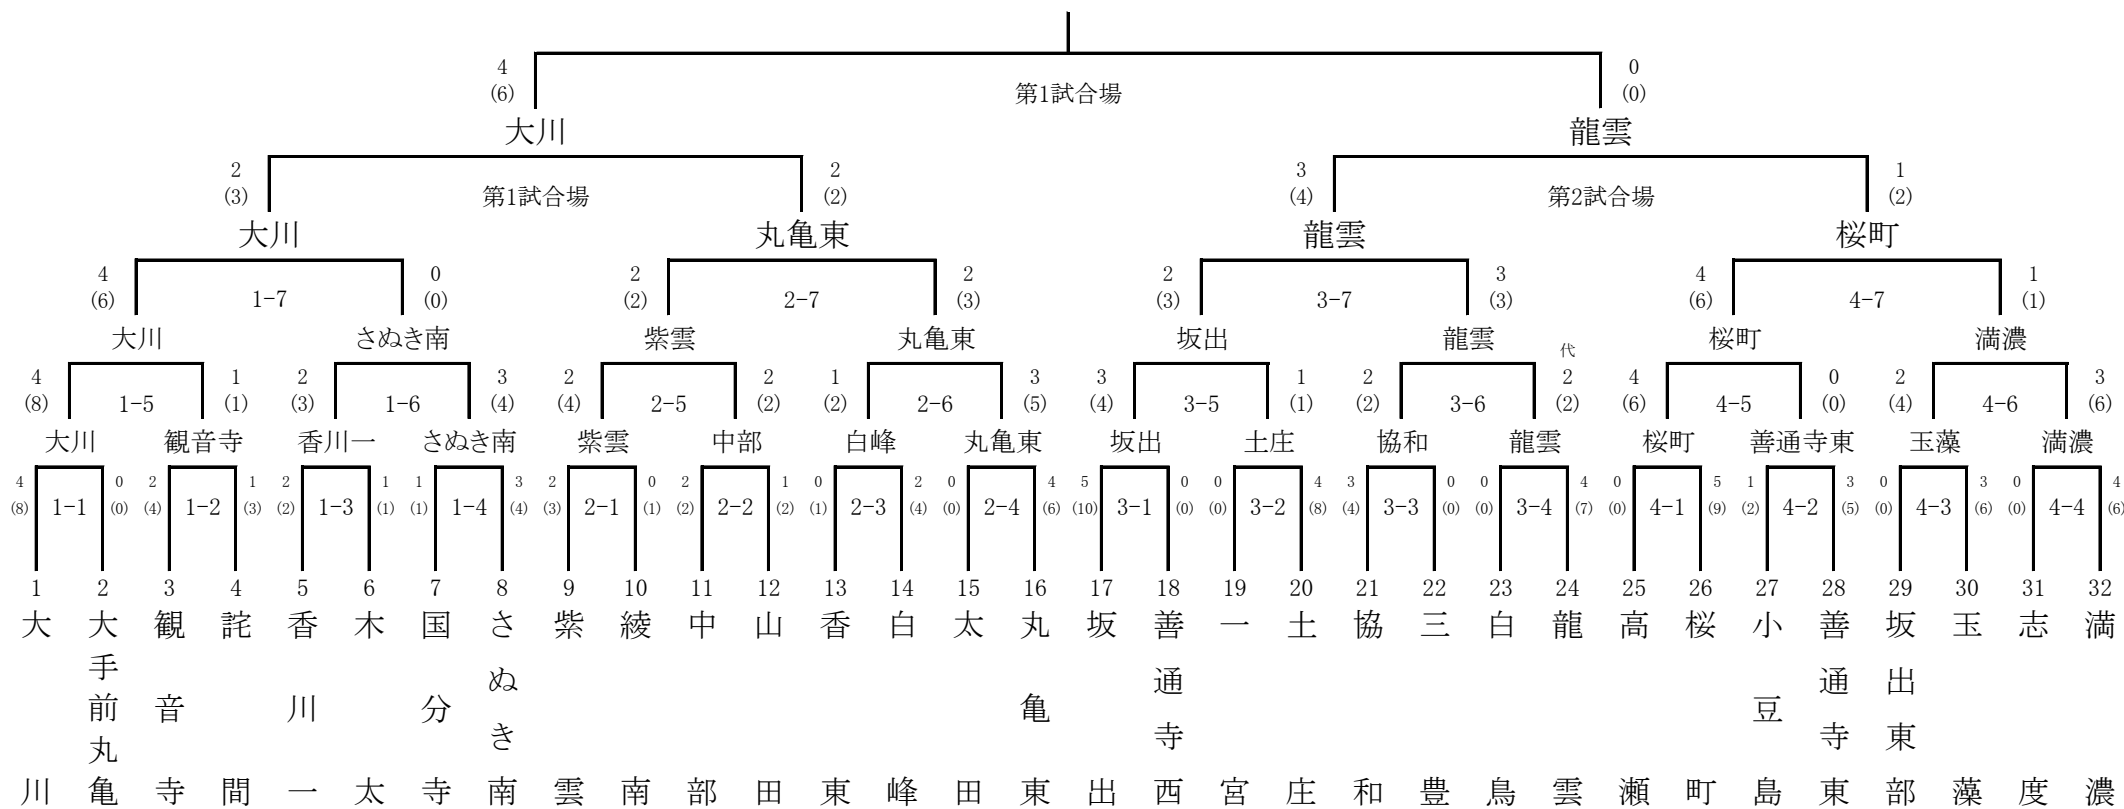 4 0
(6) 第1試合場 (0)
大川 龍雲
2 2 3 1
(3) 第1試合場 (2) (4) 第2試合場 (2)
大川 丸亀東 龍雲 桜町
4 0 2 2 2 3 4 1
(6) 1-7 (0) (2) 2-7 (3) (3) 3-7 (3) (6) 4-7 (1)
大川 さぬき南 紫雲 丸亀東 坂出 龍雲 桜町 満濃
代
4 1 2 3 2 2 1 3 3 1 2 2 4 0 2 3
(8) 1-5 (1) (3) 1-6 (4) (4) 2-5 (2) (2) 2-6 (5) (4) 3-5 (1) (2) 3-6 (2) (6) 4-5 (0) (4) 4-6 (6)
大川 観音寺 香川一 さぬき南 紫雲 中部 白峰 丸亀東 坂出 土庄 協和 龍雲 桜町 善通寺東 玉藻 満濃
4 0 2 1 2 1 1 3 2 0 2 1 0 2 0 4 5 0 0 4 3 0 0 4 0 5 1 3 0 3 0 4
(8) 1-1 (0) (4) 1-2 (3) (2) 1-3 (1) (1) 1-4 (4) (3) 2-1 (1) (2) 2-2 (2) (1) 2-3 (4) (0) 2-4 (6) (10) 3-1 (0) (0) 3-2 (8) (4) 3-3 (0) (0) 3-4 (7) (0) 4-1 (9) (2) 4-2 (5) (0) 4-3 (6) (0) 4-4 (6)
1 2 3 4 5 6 7 8 9 10 11 12 13 14 15 16 17 18 19 20 21 22 23 24 25 26 27 28 29 30 31 32
大川
大手前丸亀
観音寺
詫間
香川一
木太
国分寺
さぬき南
紫雲
綾南
中部
山田
香東
白峰
太田
丸亀東
坂出
善通寺西
一宮
土庄
協和
三豊
白鳥
龍雲
高瀬
桜町
小豆島
善通寺東
坂出東部
玉藻
志度
満濃